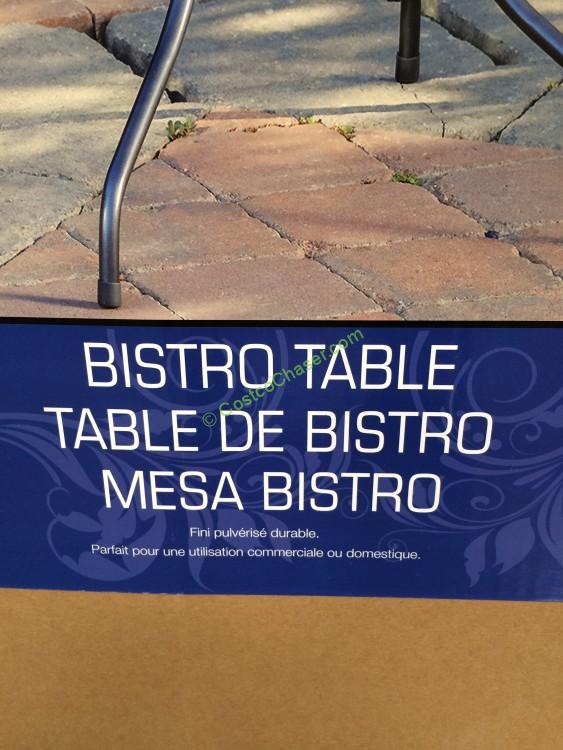 BISTRO TABLE
© CostcoChaser.com
TABLE DE BISTRO
MESA BISTRO
Fini pulvérisé durable.
Parfait pour une utilisation commerciale ou domestique.